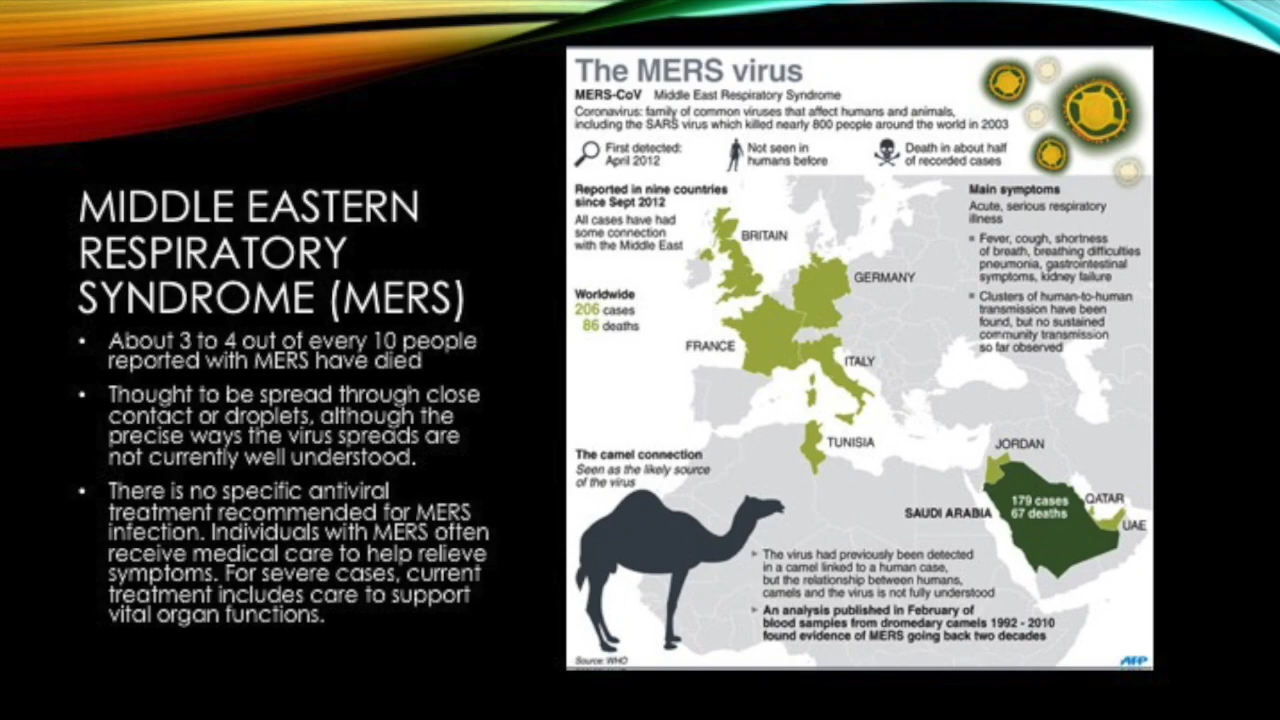 MIDDLE EASTERN
RESPIRATORY
SYNDROME (MERS)
• About 3 to 4 out of every 10 people
reported with MERS have died
• Thought to be spread through close
contact or droplets, although the
precise ways the virus spreads are
not currently well understood.
• There is no specific antiviral
treatment recommended for MERS
infection. Individuals with MERS often
receive medical care to help relieve
symptoms. For severe cases, current
treatment includes care to support
vital organ functions.
The MERS virus
MERS-CoV Middle East Respiratory Syndrome
Coronavirus: family of common viruses that affect humans and animals,
including the SARS virus which killed nearly 800 people around the world in 2003
First detected:
April 2012
Not seen in
humans before
Death in about half
of recorded cases
Reported in nine countries
since Sept 2012
All cases have had
some connection
with the Middle East
Worldwide
206 cases
86 deaths
BRITAIN
GERMANY
FRANCE
ITALY
TUNISIA
Main symptoms
Acute, serious respiratory
illness
Fever, cough, shortness
of breath, breathing difficulties
pneumonia, gastrointestinal
symptoms, kidney failure
Clusters of human-to-human
transmission have been
found, but no sustained
community transmission
so far observed
JORDAN
179 cases
67 deaths
QATAR
SAUDI ARABIA
UAE
The camel connection
Seen as the likely source
of the virus
The virus had previously been detected
in a camel linked to a human case,
but the relationship between humans,
camels and the virus is not fully understood
An analysis published in February of
blood samples from dromedary camels 1992 - 2010
found evidence of MERS going back two decades
Source: WHO
AFP